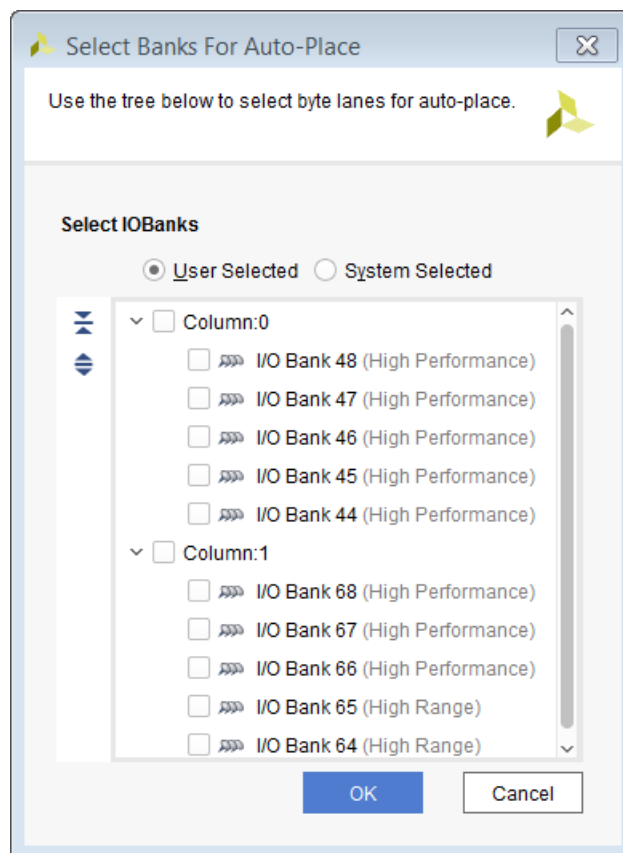 Select Banks For Auto-Place
Use the tree below to select byte lanes for auto-place.
Select IOBanks
User Selected System Selected
Column:0
I/O Bank 48 (High Performance)
I/O Bank 47 (High Performance)
I/O Bank 46 (High Performance)
I/O Bank 45 (High Performance)
I/O Bank 44 (High Performance)
Column:1
I/O Bank 68 (High Performance)
I/O Bank 67 (High Performance)
I/O Bank 66 (High Performance)
I/O Bank 65 (High Range)
I/O Bank 64 (High Range)
OK Cancel